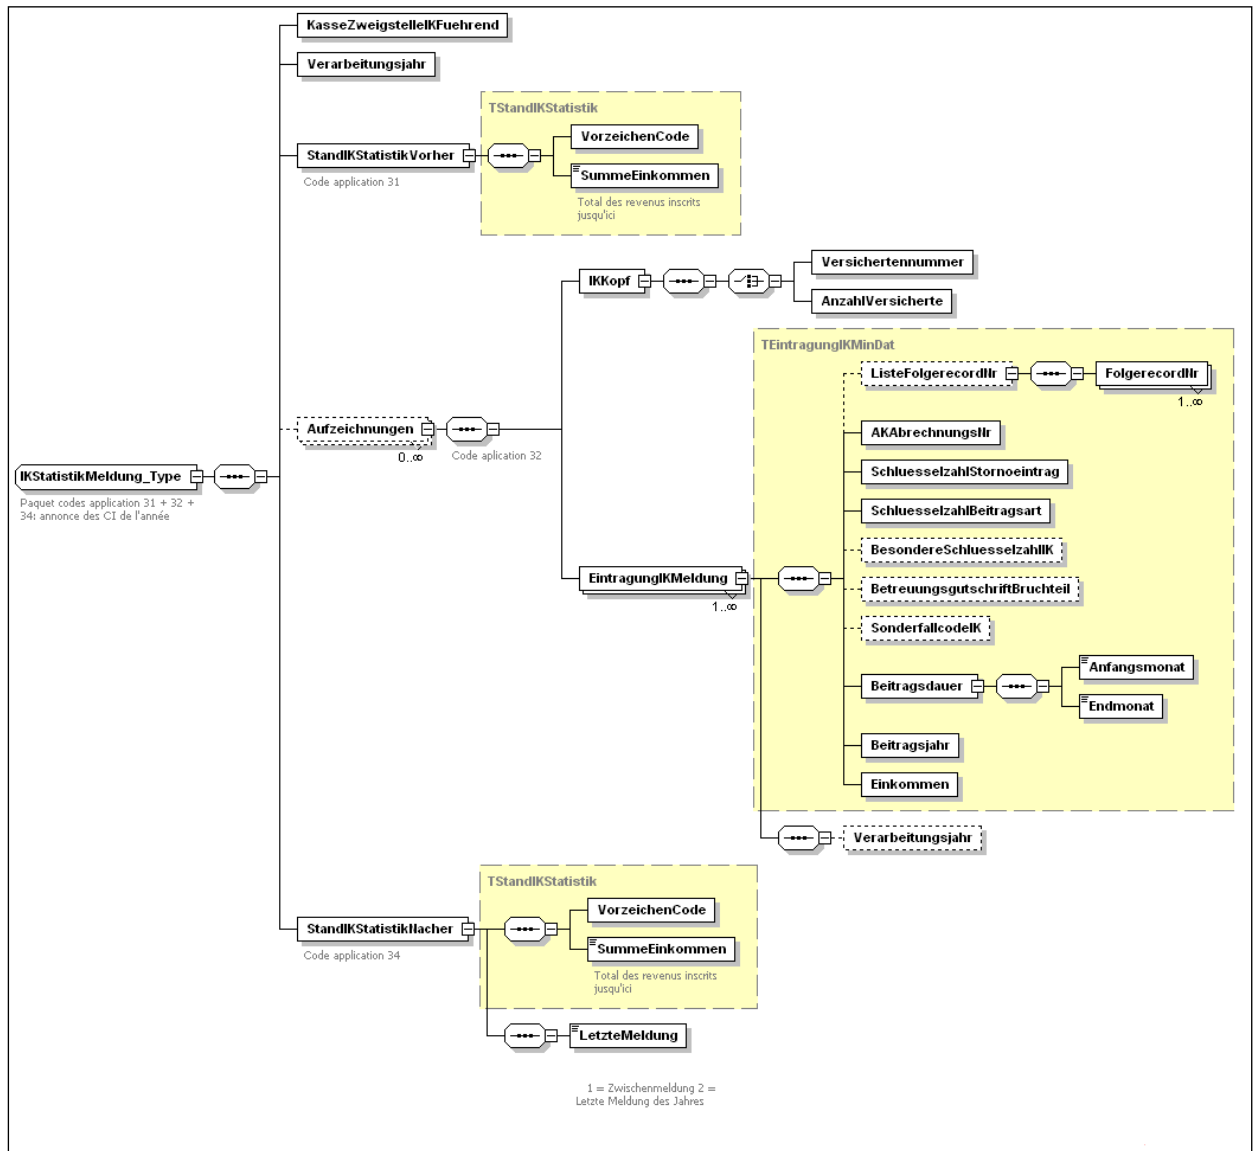 KasseZweigstelleIKFuehrend
Verarbeitungsjahr
TStandIKStatistik
VorzeichenCode
StandIKStatistikVorher
SummeEinkommen
Code application 31
Total des revenus inscrits
jusqu'ici
IKKopf
Versichertennummer
AnzahlVersicherte
TEintragungIKMinDat
ListeFolgerecordNr
FolgerecordNr
1..∞
Aufzeichnungen
0..∞
Code aplication 32
AKAbrechnungsNr
SchluesselzahlStornoeintrag
IKStatistikMeldung_Type
Paquet codes application 31 + 32 +
34: annonce des CI de l'année
SchluesselzahlBeitragsart
BesondereSchluesselzahlIK
EintragungIKMeldung
1..∞
BetreuungsgutschriftBruchteil
SonderfallcodeIK
Beitragsdauer
Anfangsmonat
Endmonat
Beitragsjahr
Einkommen
Verarbeitungsjahr
TStandIKStatistik
VorzeichenCode
StandIKStatistikNacher
SummeEinkommen
Code application 34
Total des revenus inscrits
jusqu'ici
LetzteMeldung
1 = Zwischenmeldung 2 =
Letzte Meldung des Jahres